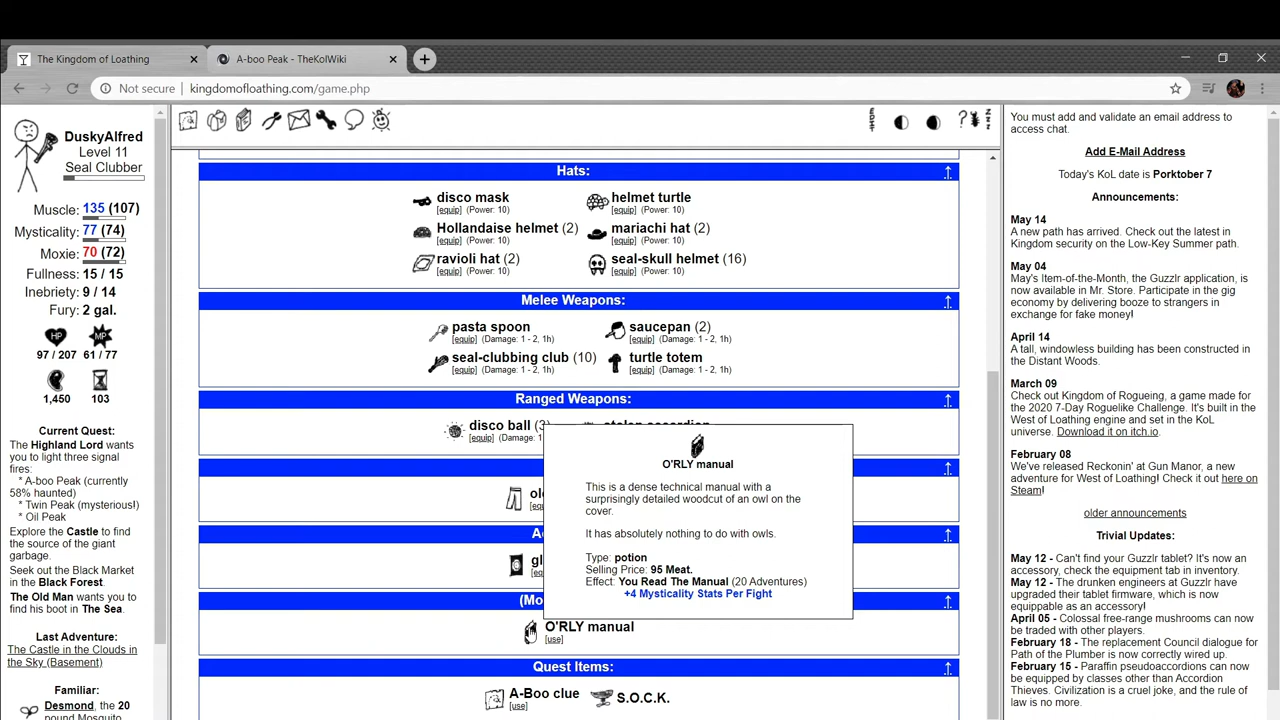 The Kingdom of Loathing
A-boo Peak - TheKolWiki
Not secure
kingdomofloathing.com/game.php
DuskyAlfred
Level 11
Seal Clubber
Muscle: 135 (107)
Mysticality: 77 (74)
Moxie: 70 (72)
Fullness: 15 / 15
Inebriety: 9 / 14
Fury: 2 gal.
HP
MP
97 / 207
61 / 77
1,450
103
Current Quest:
The Highland Lord wants
you to light three signal
fires:
* A-boo Peak (currently
58% haunted)
* Twin Peak (mysterious!)
* Oil Peak
Explore the Castle to find
the source of the giant
garbage.
Seek out the Black Market
in the Black Forest.
The Old Man wants you to
find his boot in The Sea.
Last Adventure:
The Castle in the Clouds in
the Sky (Basement)
Familiar:
Desmond, the 20
pound Mosquito
EDIT
Hats:
disco mask
[equip] (Power: 10)
helmet turtle
[equip] (Power: 10)
Hollandaise helmet (2)
[equip] (Power: 10)
mariachi hat (2)
[equip] (Power: 10)
ravioli hat (2)
[equip] (Power: 10)
seal-skull helmet (16)
[equip] (Power: 10)
Melee Weapons:
pasta spoon
[equip] (Damage: 1 - 2, 1h)
saucepan (2)
[equip] (Damage: 1 - 2, 1h)
seal-clubbing club (10)
[equip] (Damage: 1 - 2, 1h)
turtle totem
[equip] (Damage: 1 - 2, 1h)
Ranged Weapons:
disco ball (3)
[equip] (Damage: 1
stolen accordion
O'RLY manual
This is a dense technical manual with a
surprisingly detailed woodcut of an owl on the
cover.
It has absolutely nothing to do with owls.
Type: potion
Selling Price: 95 Meat.
Effect: You Read The Manual (20 Adventures)
+4 Mysticality Stats Per Fight
(Mo
O'RLY manual
[use]
Quest Items:
A-Boo clue
[use]
S.O.C.K.
You must add and validate an email address to
access chat.
Add E-Mail Address
Today's KoL date is Porktober 7
Announcements:
May 14
A new path has arrived. Check out the latest in
Kingdom security on the Low-Key Summer path.
May 04
May's Item-of-the-Month, the Guzzlr application, is
now available in Mr. Store. Participate in the gig
economy by delivering booze to strangers in
exchange for fake money!
April 14
A tall, windowless building has been constructed in
the Distant Woods.
March 09
Check out Kingdom of Rogueing, a game made for
the 2020 7-Day Roguelike Challenge. It's built in the
West of Loathing engine and set in the KoL
universe. Download it on itch.io.
February 08
We've released Reckonin' at Gun Manor, a new
adventure for West of Loathing! Check it out here on
Steam!
older announcements
Trivial Updates:
May 12 - Can't find your Guzzlr tablet? It's now an
accessory, check the equipment tab in inventory.
May 12 - The drunken engineers at Guzzlr have
upgraded their tablet firmware, which is now
equippable as an accessory!
April 05 - Colossal free-range mushrooms can now
be traded with other players.
February 18 - The replacement Council dialogue for
Path of the Plumber is now correctly wired up.
February 15 - Paraffin pseudoaccordions can now
be equipped by classes other than Accordion
Thieves. Civilization is a cruel joke, and the rule of
law is no more.